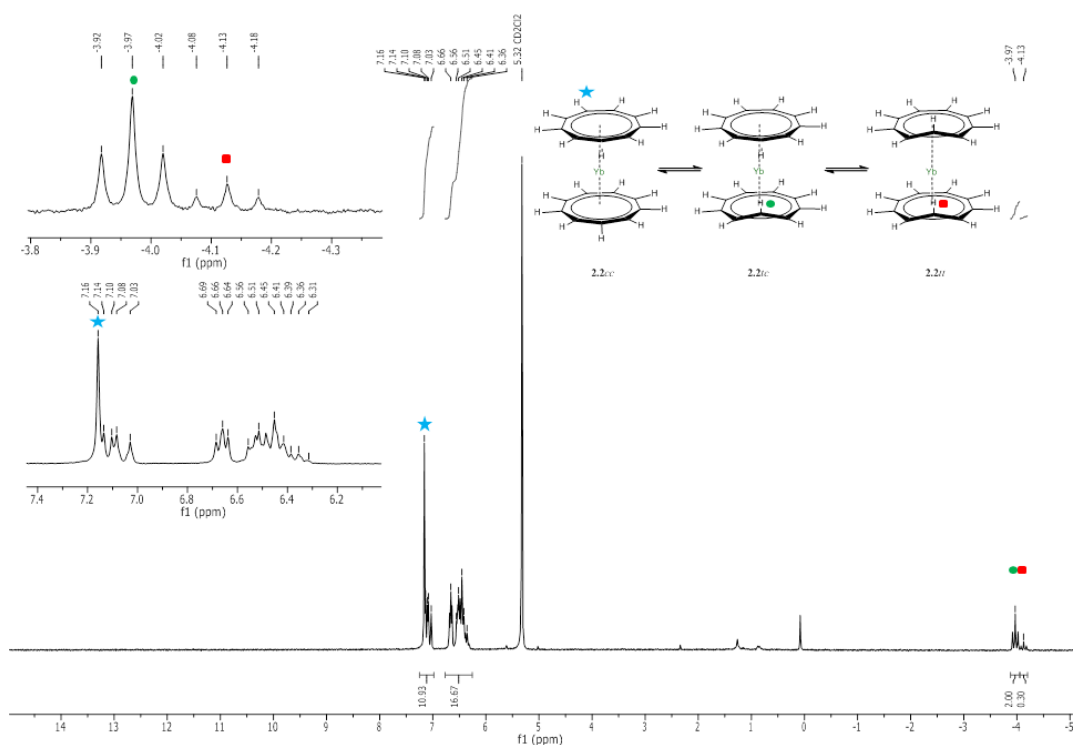 -3.92 -3.97 -4.02 -4.08 -4.13 -4.18
7.16 7.14 7.10 7.08 7.03 6.66 6.56 6.51 6.45 6.41 6.36 5.32 CD2Cl2
-3.97 -4.13
H H H H H H H H H
Yb
H H H H H H H H H
2.2cc
H H H H H H H H H
Yb
H H H H H H H H H
2.2tc
H H H H H H H H H
Yb
H H H H H H H H H
2.2tt
-3.8 -3.9 -4.0 -4.1 -4.2 -4.3
f1 (ppm)
7.16 7.14 7.10 7.08 7.03 6.69 6.66 6.64 6.56 6.51 6.45 6.41 6.39 6.36 6.31
7.4 7.2 7.0 6.8 6.6 6.4 6.2
f1 (ppm)
10.93 16.67 2.00 0.30
14 13 12 11 10 9 8 7 6 5 4 3 2 1 0 -1 -2 -3 -4 -5
f1 (ppm)